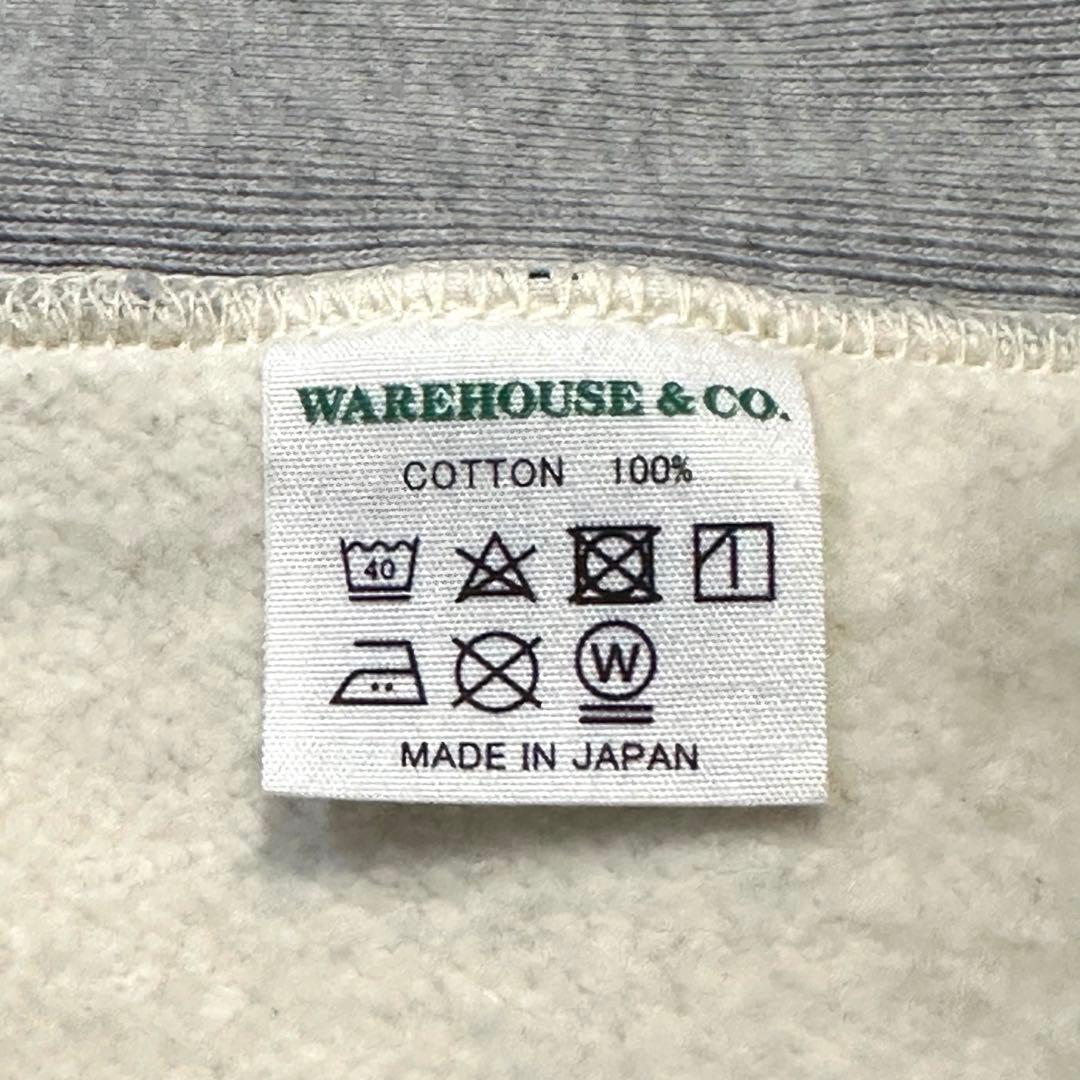 WAREHOUSE & CO.
COTTON 100%
40
W
MADE IN JAPAN